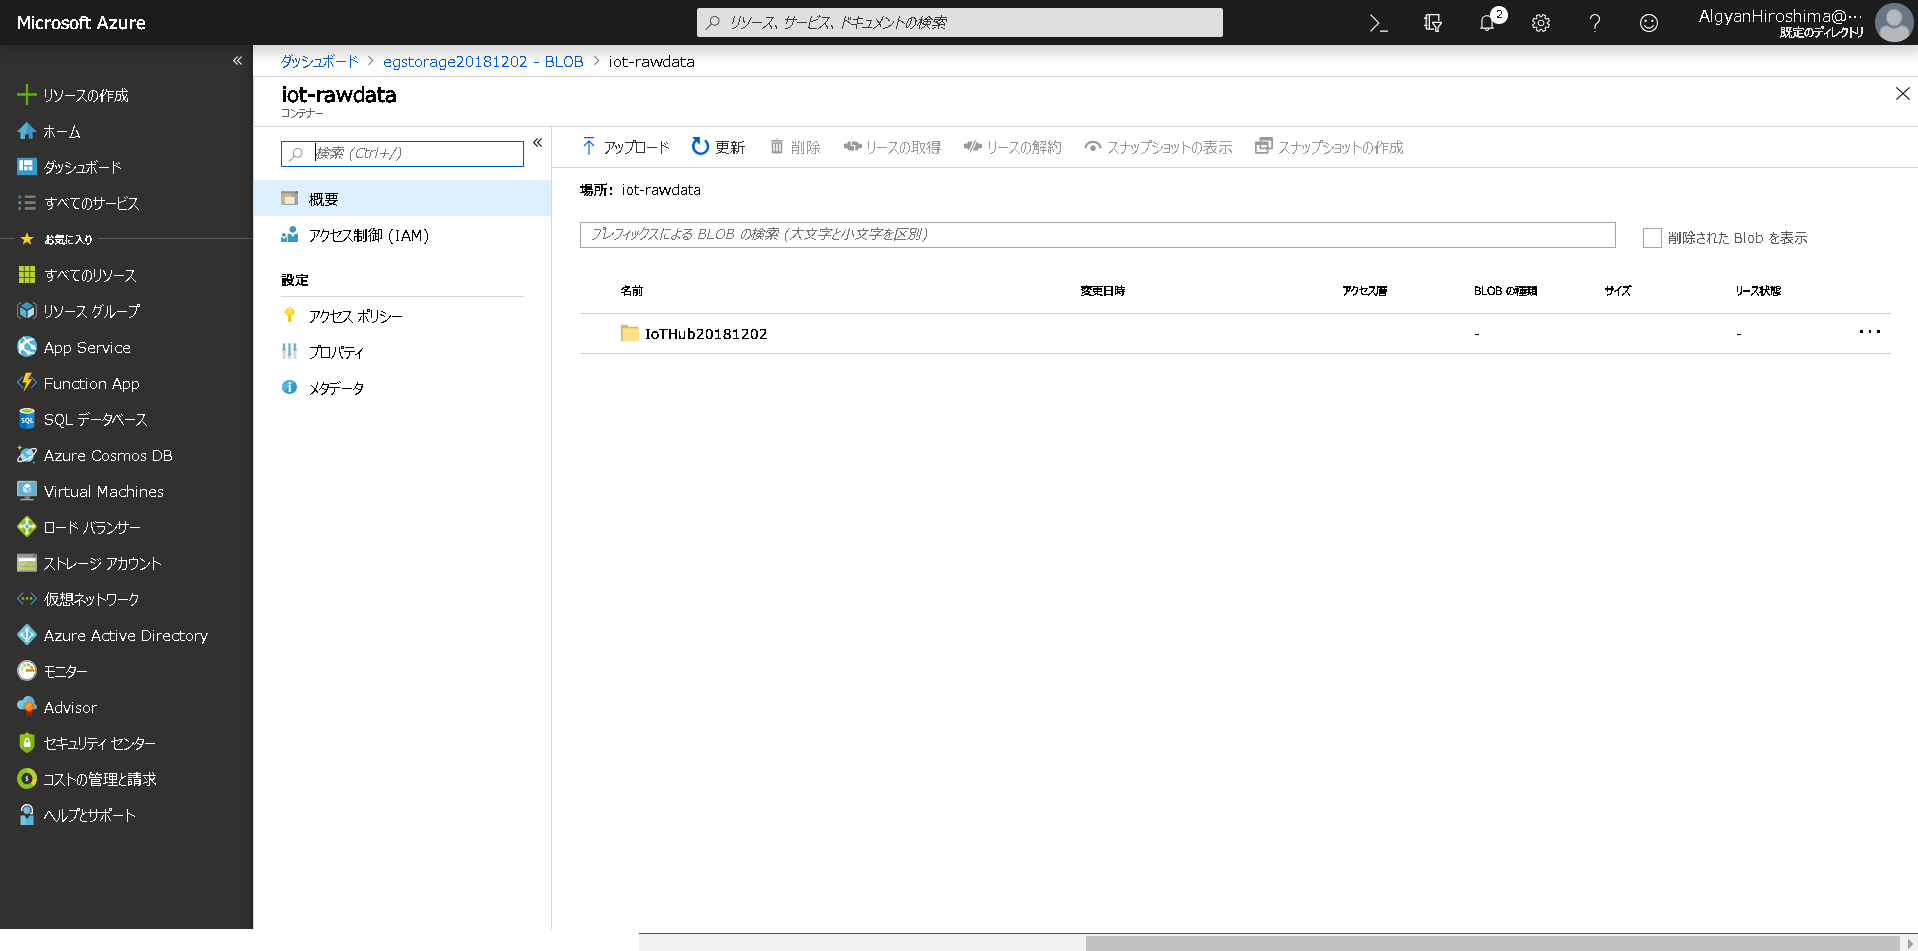 Microsoft Azure
リソース、サービス、ドキュメントの検索
2
AlgyanHiroshima@···
既定のディレクトリ
リソースの作成
ホーム
ダッシュボード
すべてのサービス
お気に入り
すべてのリソース
リソース グループ
App Service
Function App
SQL データベース
Azure Cosmos DB
Virtual Machines
ロード バランサー
ストレージ アカウント
仮想ネットワーク
Azure Active Directory
モニター
Advisor
セキュリティ センター
コストの管理と請求
ヘルプとサポート
ダッシュボード > egstorage20181202 - BLOB > iot-rawdata
iot-rawdata
コンテナー
検索 (Ctrl+/)
概要
アクセス制御 (IAM)
設定
アクセス ポリシー
プロパティ
メタデータ
アップロード 更新 削除 リースの取得 リースの解約 スナップショットの表示 スナップショットの作成
場所: iot-rawdata
プレフィックスによる BLOB の検索 (大文字と小文字を区別)
削除された Blob を表示
名前 変更日時 アクセス層 BLOB の種類 サイズ リース状態
IoTHub20181202 - - ···